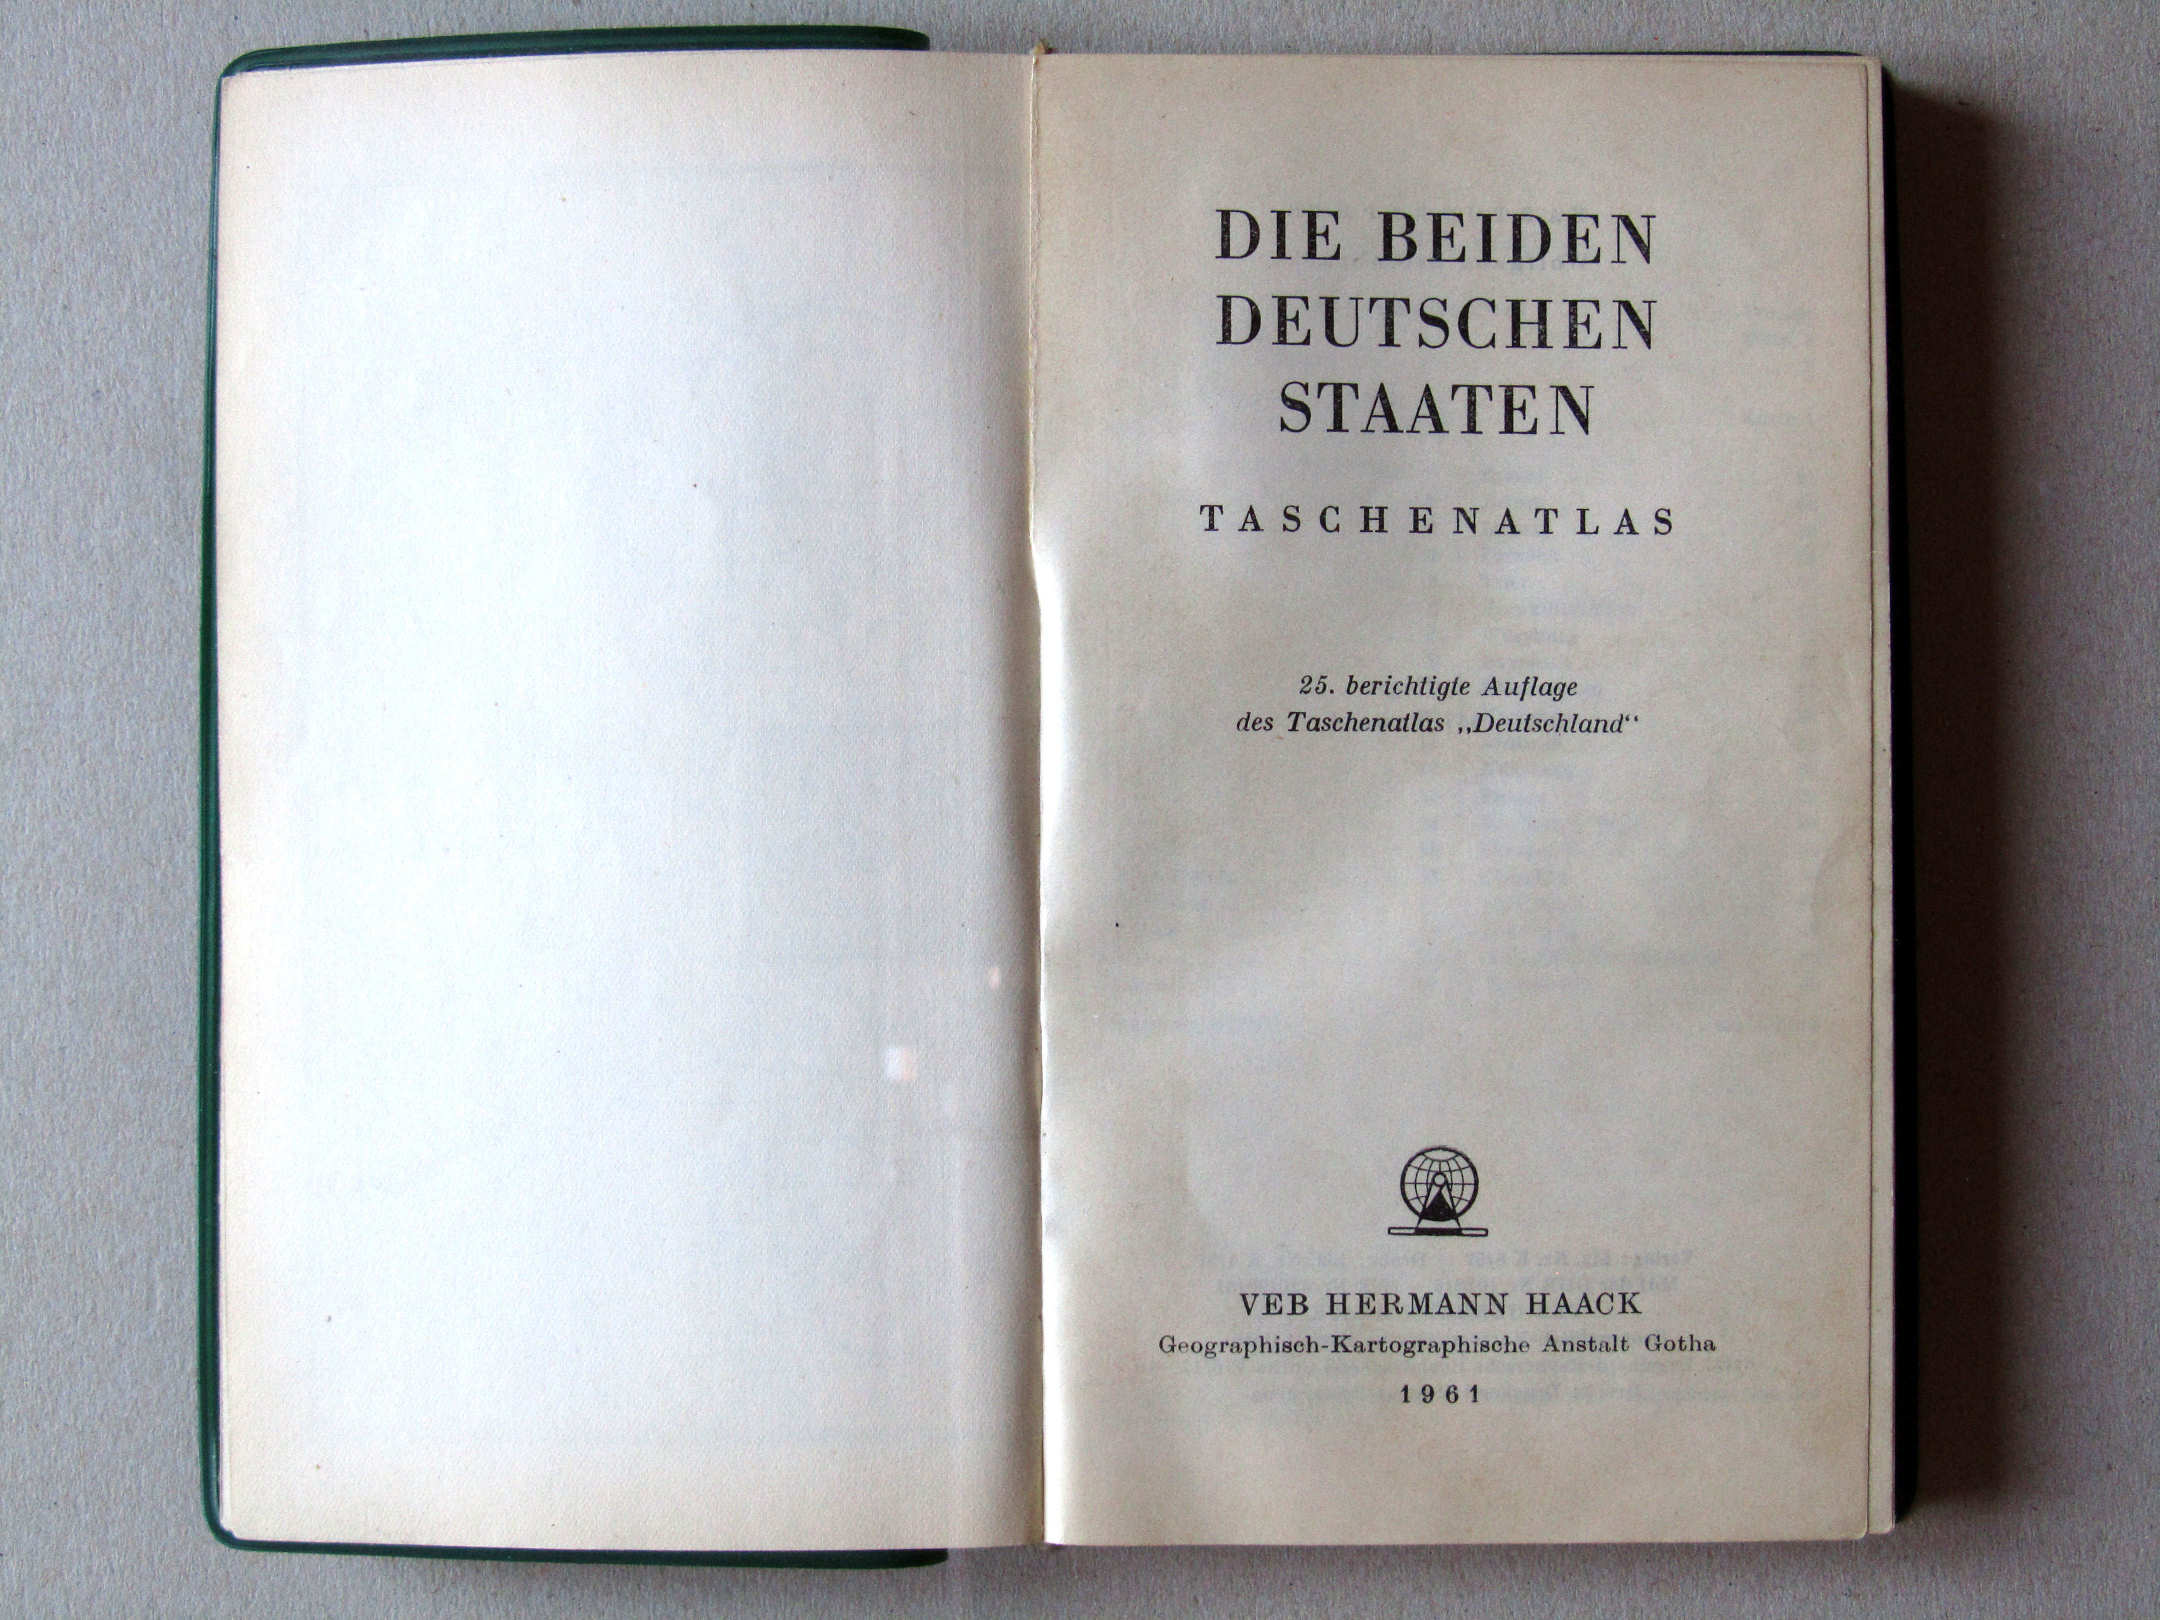 DIE BEIDEN
DEUTSCHEN
STAATEN
TASCHENATLAS
25. berichtigte Auflage
des Taschenatlas „Deutschland“
VEB HERMANN HAACK
Geographisch-Kartographische Anstalt Gotha
1961